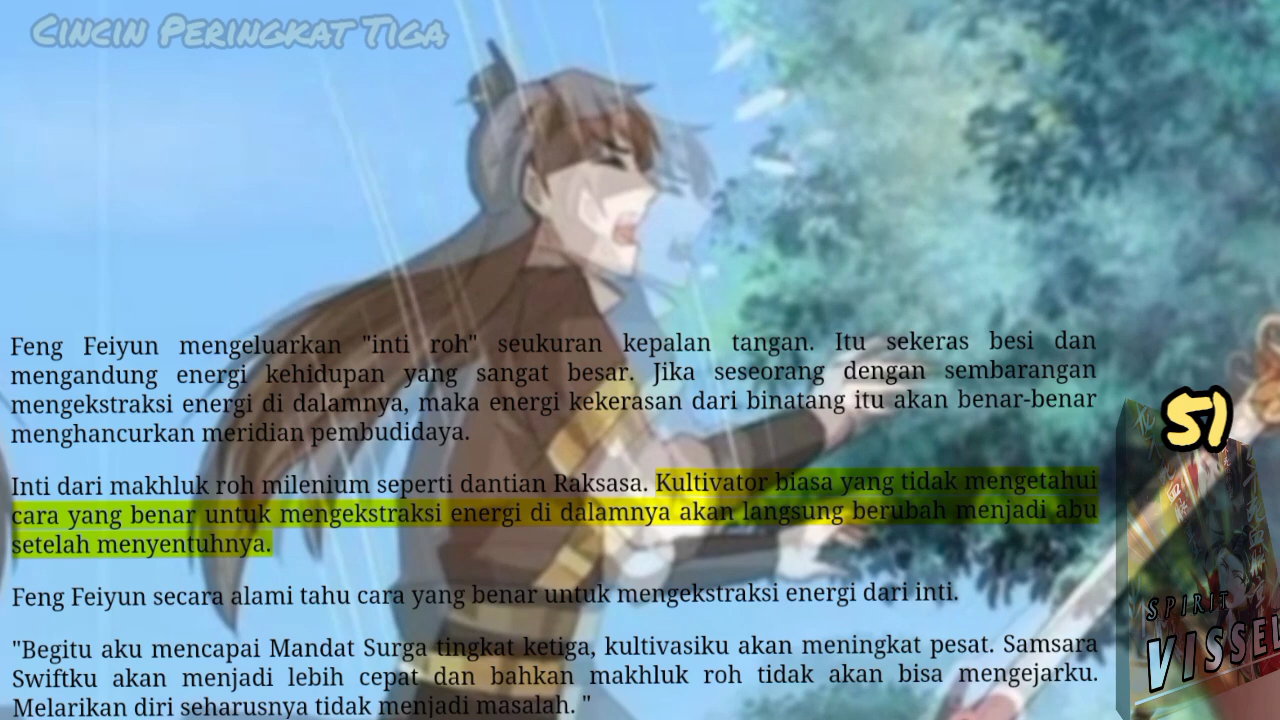 Cincin Peringkat Tiga
Feng Feiyun mengeluarkan "inti roh" seukuran kepalan tangan. Itu sekeras besi dan
mengandung energi kehidupan yang sangat besar. Jika seseorang dengan sembarangan
mengekstraksi energi di dalamnya, maka energi kekerasan dari binatang itu akan benar-benar
menghancurkan meridian pembudidaya.
Inti dari makhluk roh milenium seperti dantian Raksasa. Kultivator biasa yang tidak mengetahui
cara yang benar untuk mengekstraksi energi di dalamnya akan langsung berubah menjadi abu
setelah menyentuhnya.
Feng Feiyun secara alami tahu cara yang benar untuk mengekstraksi energi dari inti.
"Begitu aku mencapai Mandat Surga tingkat ketiga, kultivasiku akan meningkat pesat. Samsara
Swiftku akan menjadi lebih cepat dan bahkan makhluk roh tidak akan bisa mengejarku.
Melarikan diri seharusnya tidak menjadi masalah. "
51
SPIRIT
VISSEL